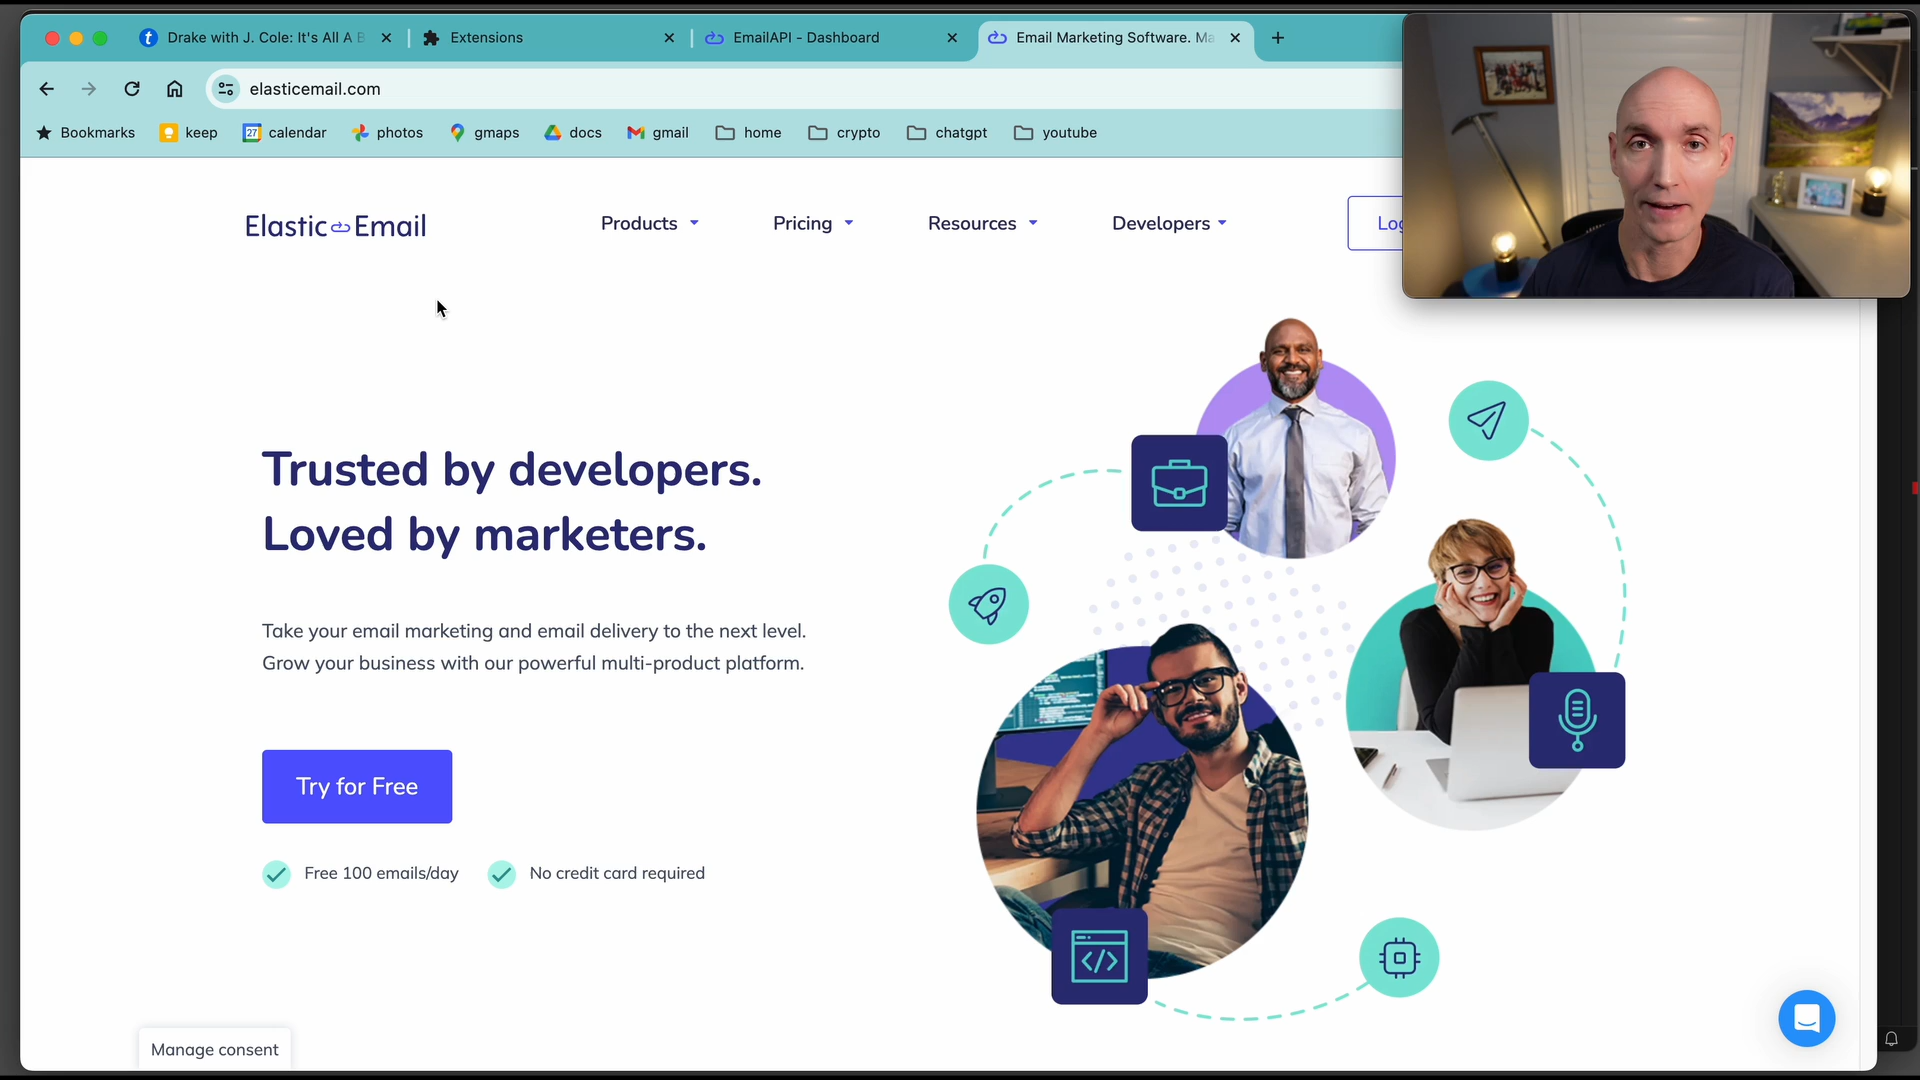 Drake with J. Cole: It's All A B
Extensions
EmailAPI - Dashboard
Email Marketing Software. Ma
elasticemail.com
Bookmarks
keep
27
calendar
photos
gmaps
docs
gmail
home
crypto
chatgpt
youtube
Elastic Email
Products
Pricing
Resources
Developers
Log
Trusted by developers.
Loved by marketers.
Take your email marketing and email delivery to the next level.
Grow your business with our powerful multi-product platform.
Try for Free
Free 100 emails/day
No credit card required
</>
Manage consent